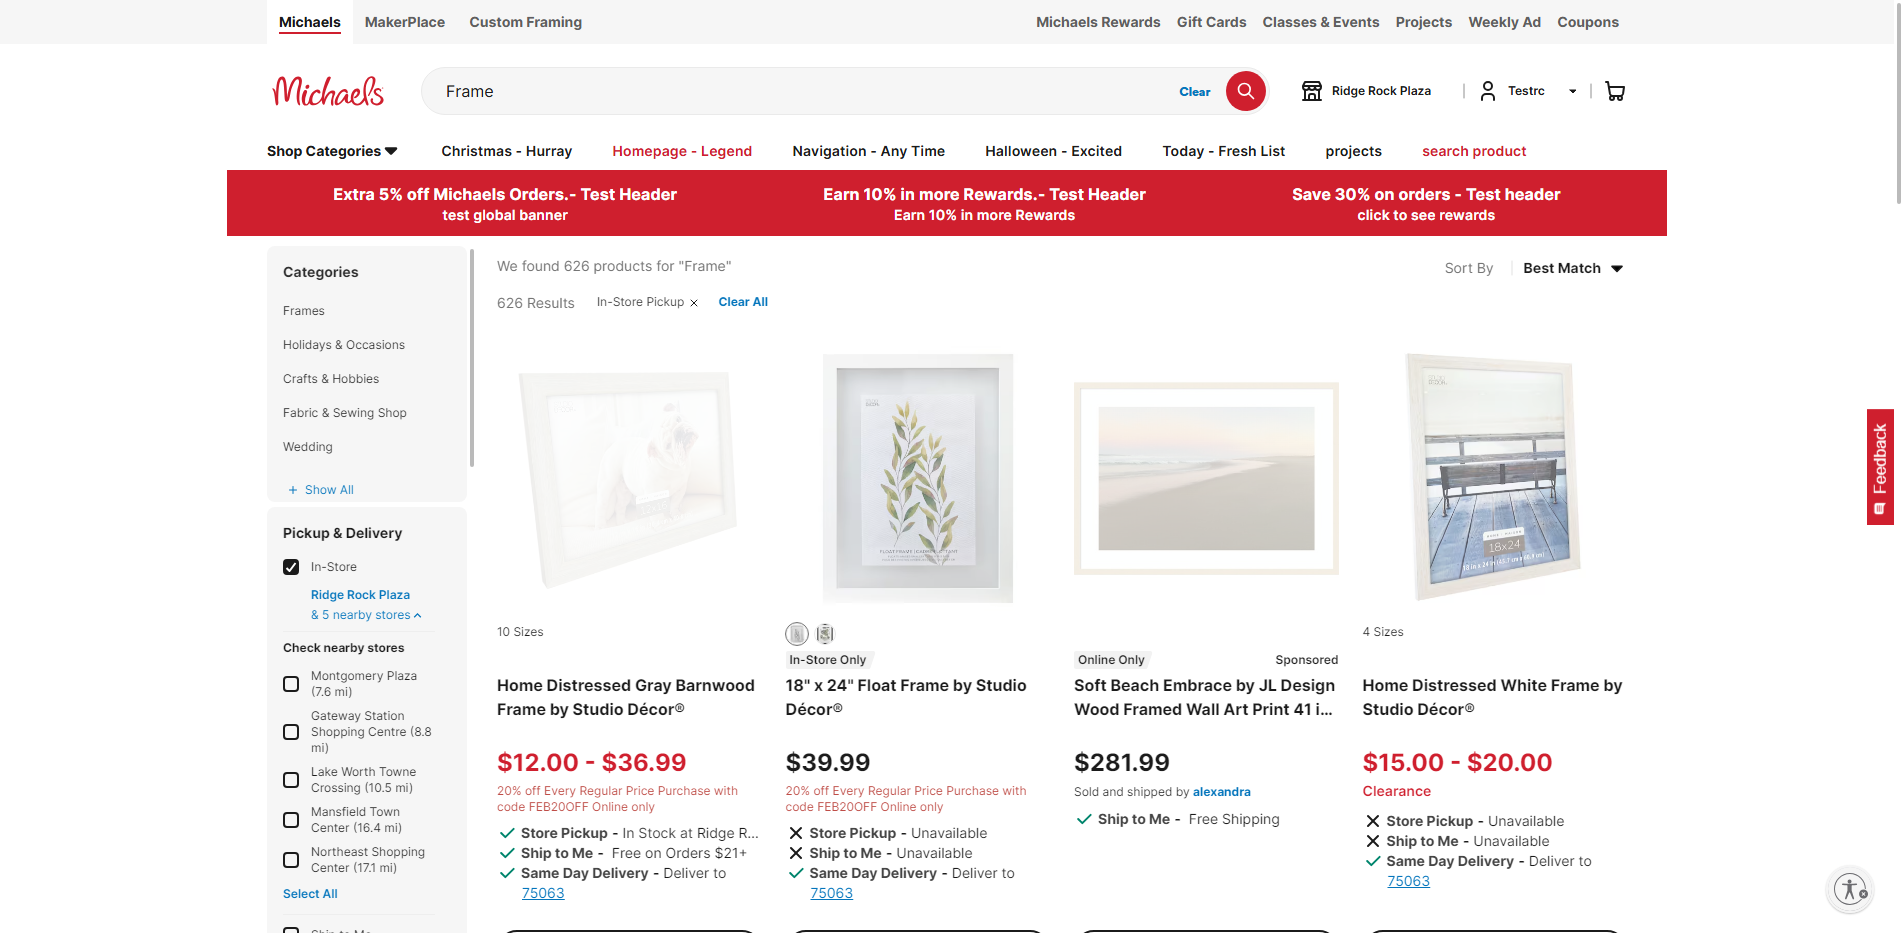 Michaels
MakerPlace
Custom Framing
Michaels Rewards
Gift Cards
Classes & Events
Projects
Weekly Ad
Coupons
Michaels
Frame
Clear
Ridge Rock Plaza
Testrc
Shop Categories
Christmas - Hurray
Homepage - Legend
Navigation - Any Time
Halloween - Excited
Today - Fresh List
projects
search product
Extra 5% off Michaels Orders.- Test Header
test global banner
Earn 10% in more Rewards.- Test Header
Earn 10% in more Rewards
Save 30% on orders - Test header
click to see rewards
Categories
Frames
Holidays & Occasions
Crafts & Hobbies
Fabric & Sewing Shop
Wedding
+ Show All
Pickup & Delivery
In-Store
Ridge Rock Plaza
& 5 nearby stores
Check nearby stores
Montgomery Plaza
(7.6 mi)
Gateway Station
Shopping Centre (8.8
mi)
Lake Worth Towne
Crossing (10.5 mi)
Mansfield Town
Center (16.4 mi)
Northeast Shopping
Center (17.1 mi)
Select All
Ship to Me
We found 626 products for "Frame"
Sort By
Best Match
626 Results
In-Store Pickup
Clear All
10 Sizes
Home Distressed Gray Barnwood
Frame by Studio Décor®
$12.00 - $36.99
20% off Every Regular Price Purchase with
code FEB20OFF Online only
Store Pickup - In Stock at Ridge R...
Ship to Me - Free on Orders $21+
Same Day Delivery - Deliver to
75063
In-Store Only
18" x 24" Float Frame by Studio
Décor®
$39.99
20% off Every Regular Price Purchase with
code FEB20OFF Online only
Store Pickup - Unavailable
Ship to Me - Unavailable
Same Day Delivery - Deliver to
75063
Online Only
Sponsored
Soft Beach Embrace by JL Design
Wood Framed Wall Art Print 41 i...
$281.99
Sold and shipped by alexandra
Ship to Me - Free Shipping
18x24
4 Sizes
Home Distressed White Frame by
Studio Décor®
$15.00 - $20.00
Clearance
Store Pickup - Unavailable
Ship to Me - Unavailable
Same Day Delivery - Deliver to
75063
Feedback